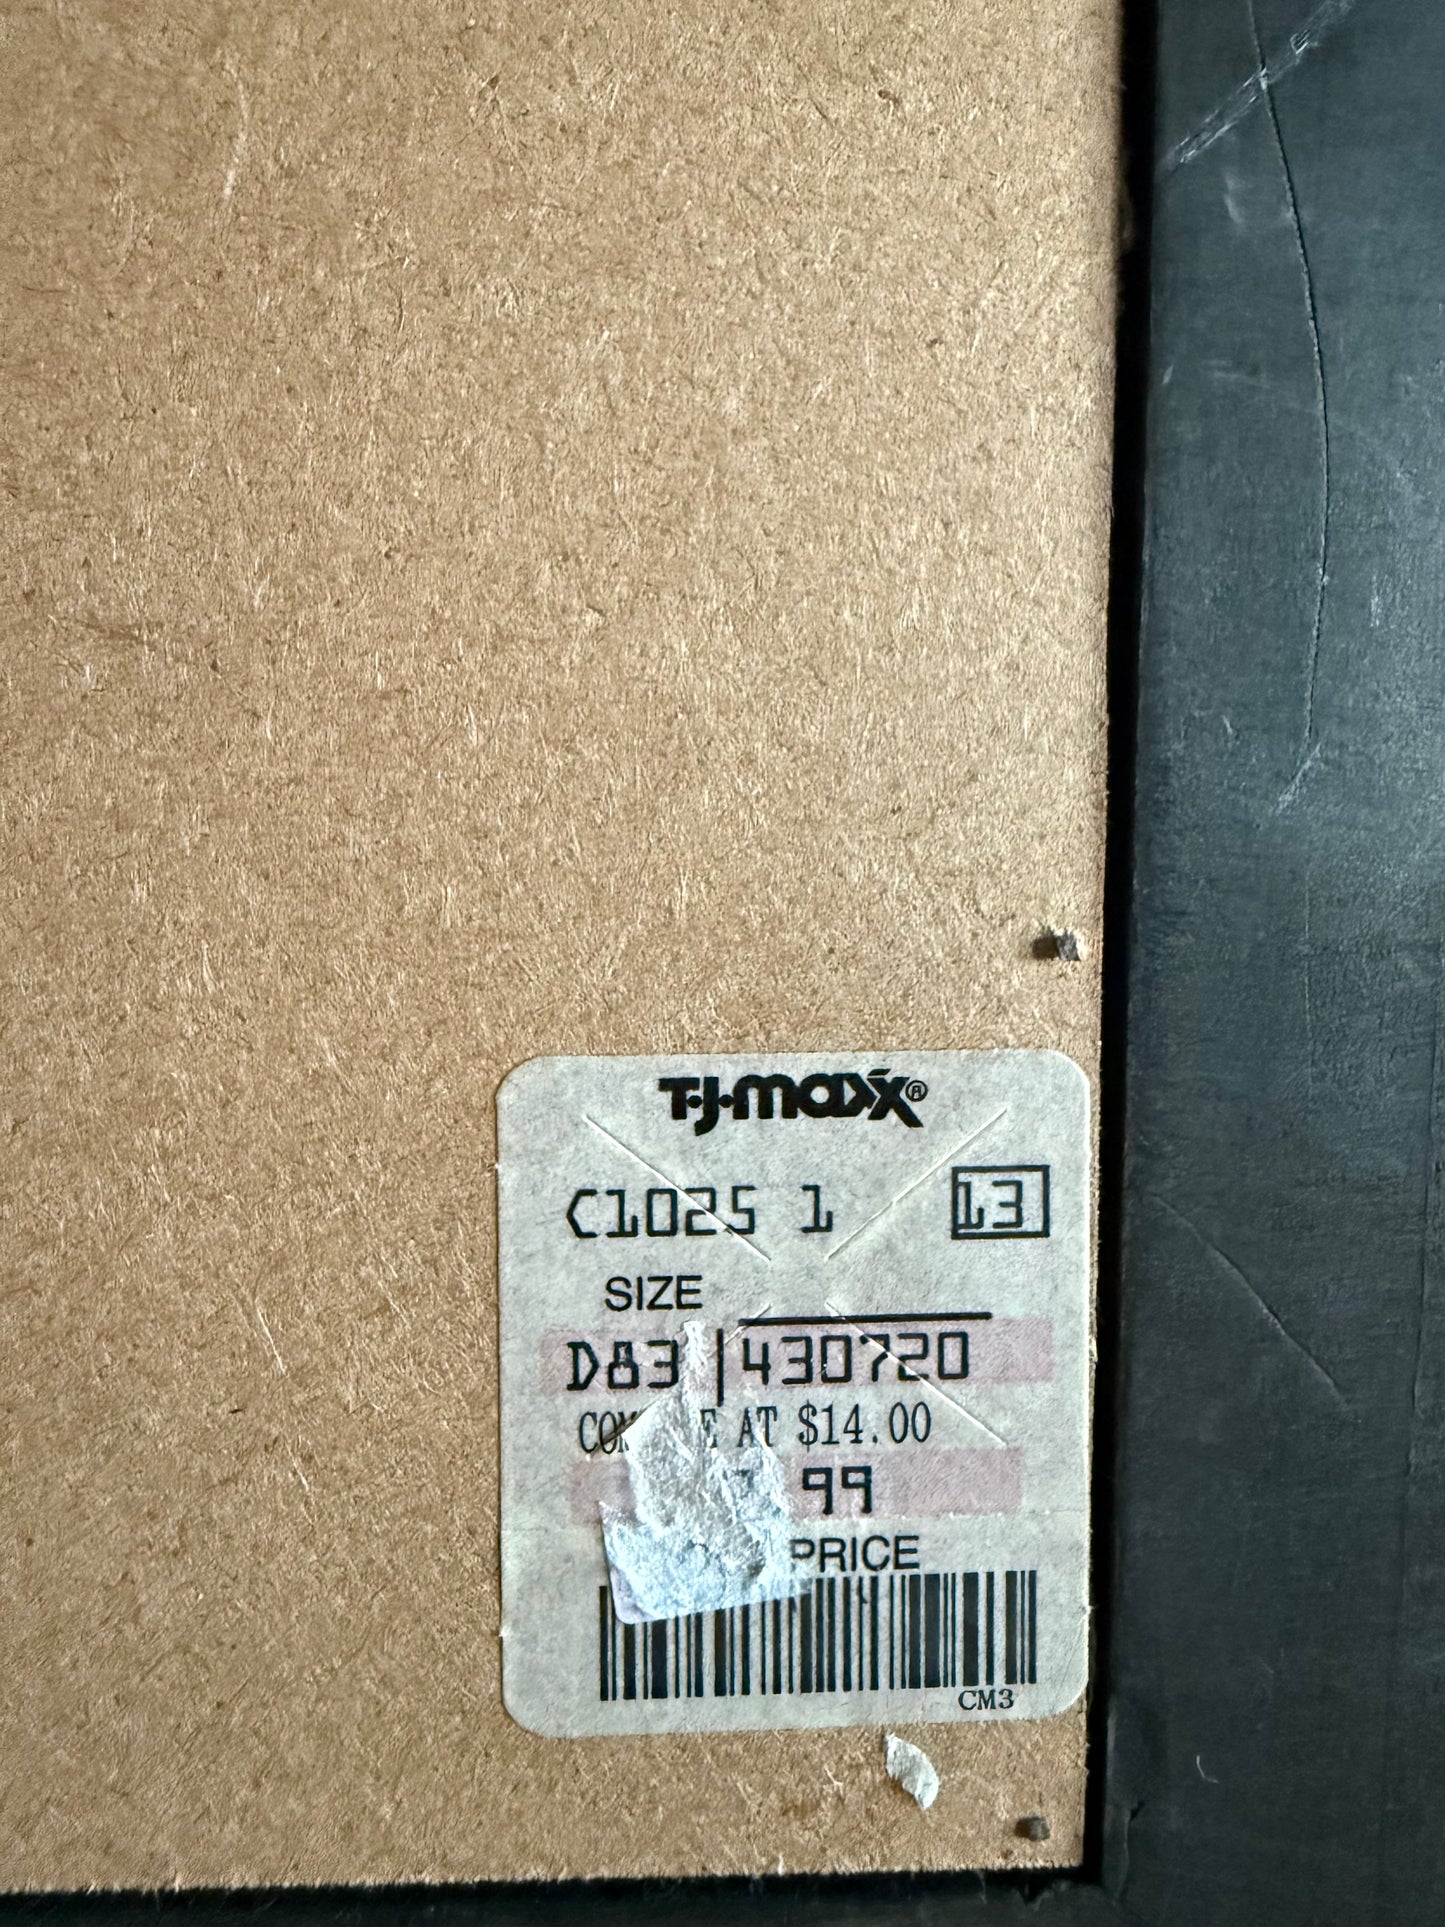 T·J·maxx®
C1025 1 13
SIZE
D83 430720
AT $14.00
99
PRICE
CM3